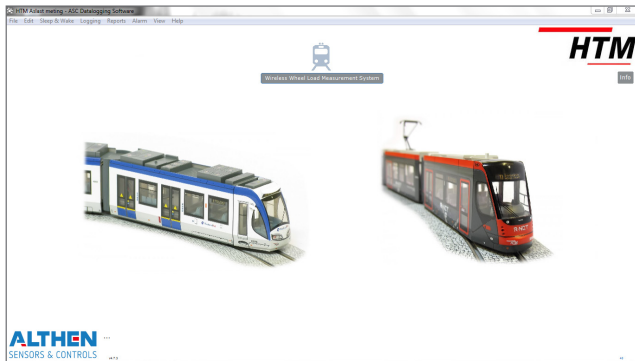 HTM Aslast meting - ASC Datalogging Software
File Edit Sleep & Wake Logging Reports Alarm View Help
HTM
Wireless Wheel Load Measurement System
Info
R-NET
ALTHEN
...
SENSORS & CONTROLS